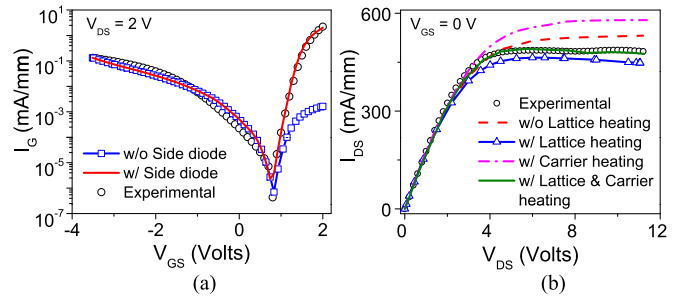 V_DS = 2 V
10^1
10^-1
10^-3
10^-5
10^-7
I_G (mA/mm)
w/o Side diode
w/ Side diode
Experimental
-4
-2
0
2
V_GS (Volts)
(a)
V_GS = 0 V
600
300
0
I_DS (mA/mm)
Experimental
w/o Lattice heating
w/ Lattice heating
w/ Carrier heating
w/ Lattice & Carrier
heating
0
4
8
12
V_DS (Volts)
(b)